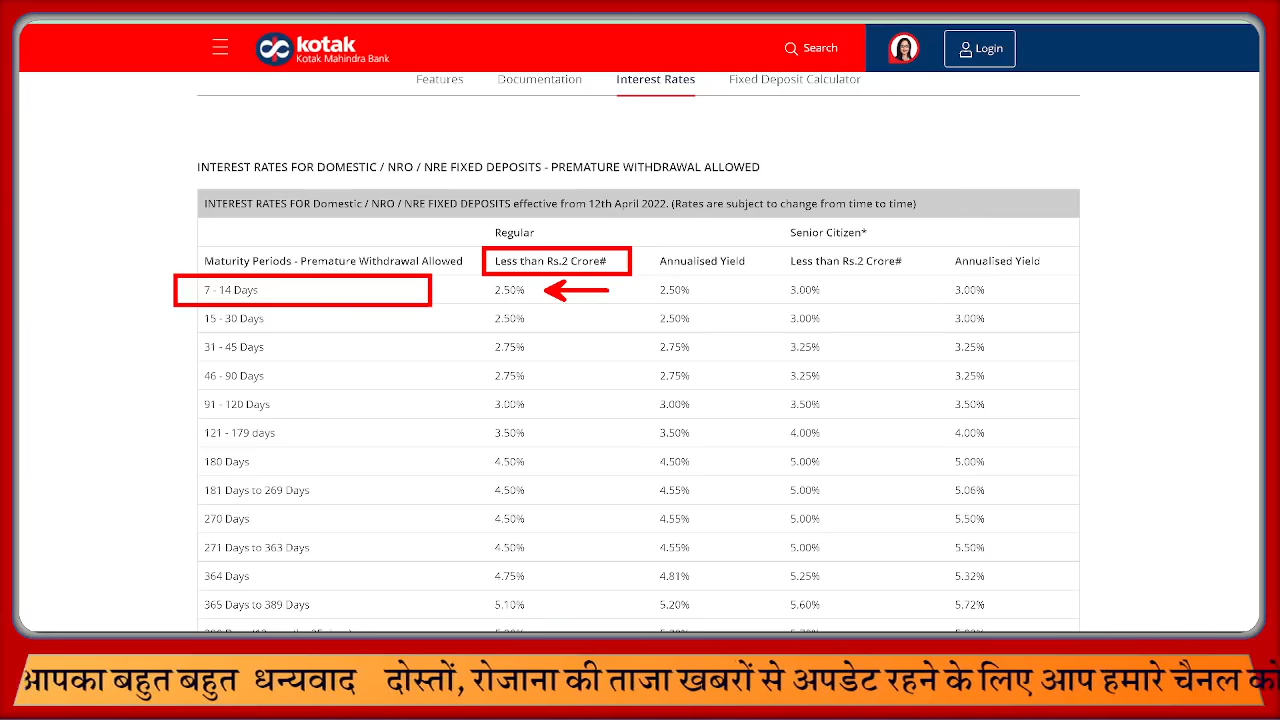 kotak
Kotak Mahindra Bank
Search
Login
Features Documentation Interest Rates Fixed Deposit Calculator
INTEREST RATES FOR DOMESTIC / NRO / NRE FIXED DEPOSITS - PREMATURE WITHDRAWAL ALLOWED
INTEREST RATES FOR Domestic / NRO / NRE FIXED DEPOSITS effective from 12th April 2022. (Rates are subject to change from time to time)
Regular Senior Citizen*
Maturity Periods - Premature Withdrawal Allowed Less than Rs.2 Crore# Annualised Yield Less than Rs.2 Crore# Annualised Yield
7 - 14 Days 2.50% 2.50% 3.00% 3.00%
15 - 30 Days 2.50% 2.50% 3.00% 3.00%
31 - 45 Days 2.75% 2.75% 3.25% 3.25%
46 - 90 Days 2.75% 2.75% 3.25% 3.25%
91 - 120 Days 3.00% 3.00% 3.50% 3.50%
121 - 179 days 3.50% 3.50% 4.00% 4.00%
180 Days 4.50% 4.50% 5.00% 5.00%
181 Days to 269 Days 4.50% 4.55% 5.00% 5.06%
270 Days 4.50% 4.55% 5.00% 5.50%
271 Days to 363 Days 4.50% 4.55% 5.00% 5.50%
364 Days 4.75% 4.81% 5.25% 5.32%
365 Days to 389 Days 5.10% 5.20% 5.60% 5.72%
आपका बहुत बहुत धन्यवाद दोस्तों, रोजाना की ताजा खबरों से अपडेट रहने के लिए आप हमारे चैनल को